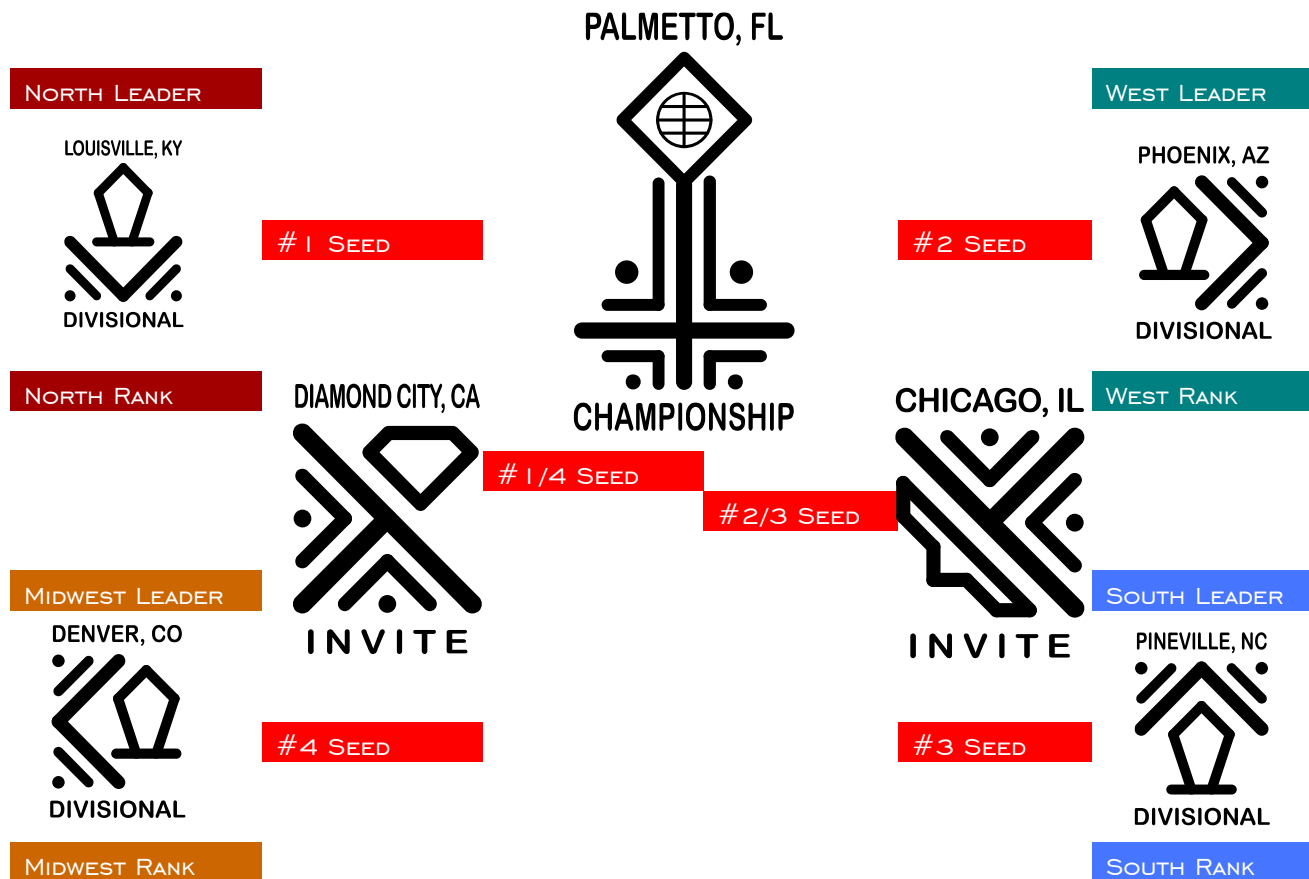 PALMETTO, FL
North Leader
West Leader
LOUISVILLE, KY
PHOENIX, AZ
#1 Seed
#2 Seed
DIVISIONAL
DIVISIONAL
North Rank
DIAMOND CITY, CA
CHAMPIONSHIP
CHICAGO, IL
West Rank
#1/4 Seed
#2/3 Seed
Midwest Leader
South Leader
DENVER, CO
INVITE
INVITE
PINEVILLE, NC
#4 Seed
#3 Seed
DIVISIONAL
DIVISIONAL
Midwest Rank
South Rank